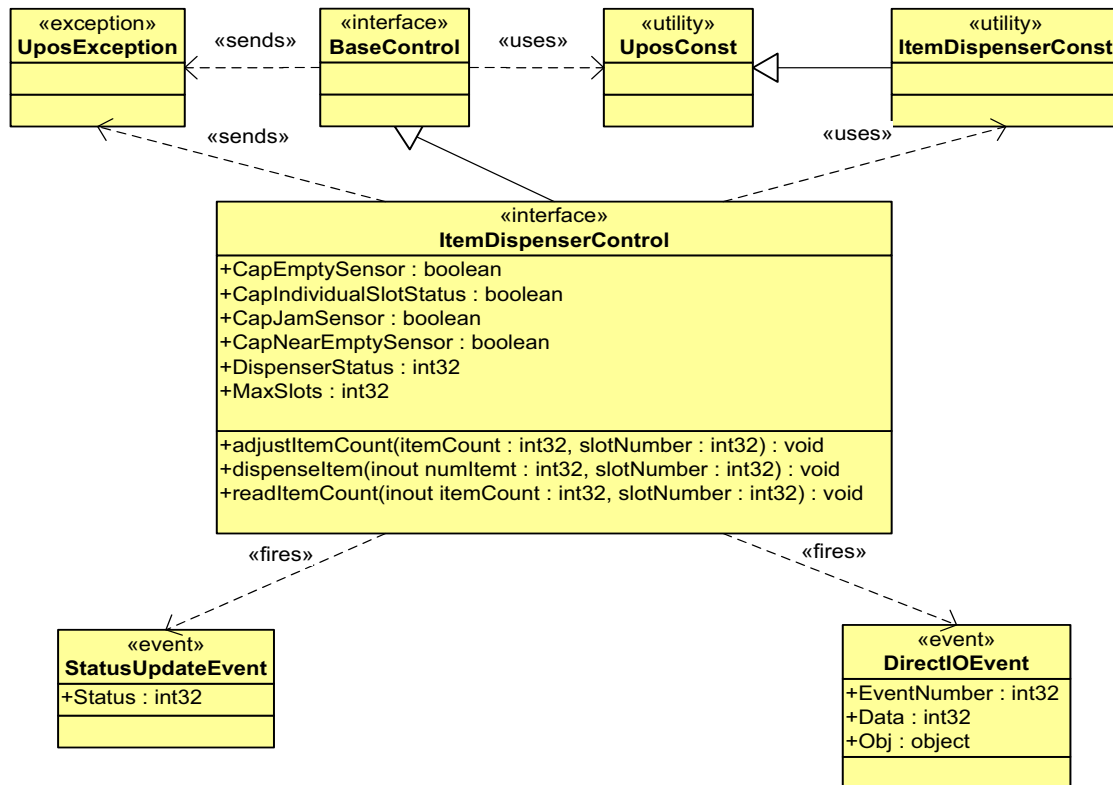 «exception»
UposException
«sends»
«interface»
BaseControl
«uses»
«utility»
UposConst
«utility»
ItemDispenserConst
«sends»
«uses»
«interface»
ItemDispenserControl
+CapEmptySensor : boolean
+CapIndividualSlotStatus : boolean
+CapJamSensor : boolean
+CapNearEmptySensor : boolean
+DispenserStatus : int32
+MaxSlots : int32
+adjustItemCount(itemCount : int32, slotNumber : int32) : void
+dispenseItem(inout numItemt : int32, slotNumber : int32) : void
+readItemCount(inout itemCount : int32, slotNumber : int32) : void
«fires»
«fires»
«event»
StatusUpdateEvent
+Status : int32
«event»
DirectIOEvent
+EventNumber : int32
+Data : int32
+Obj : object